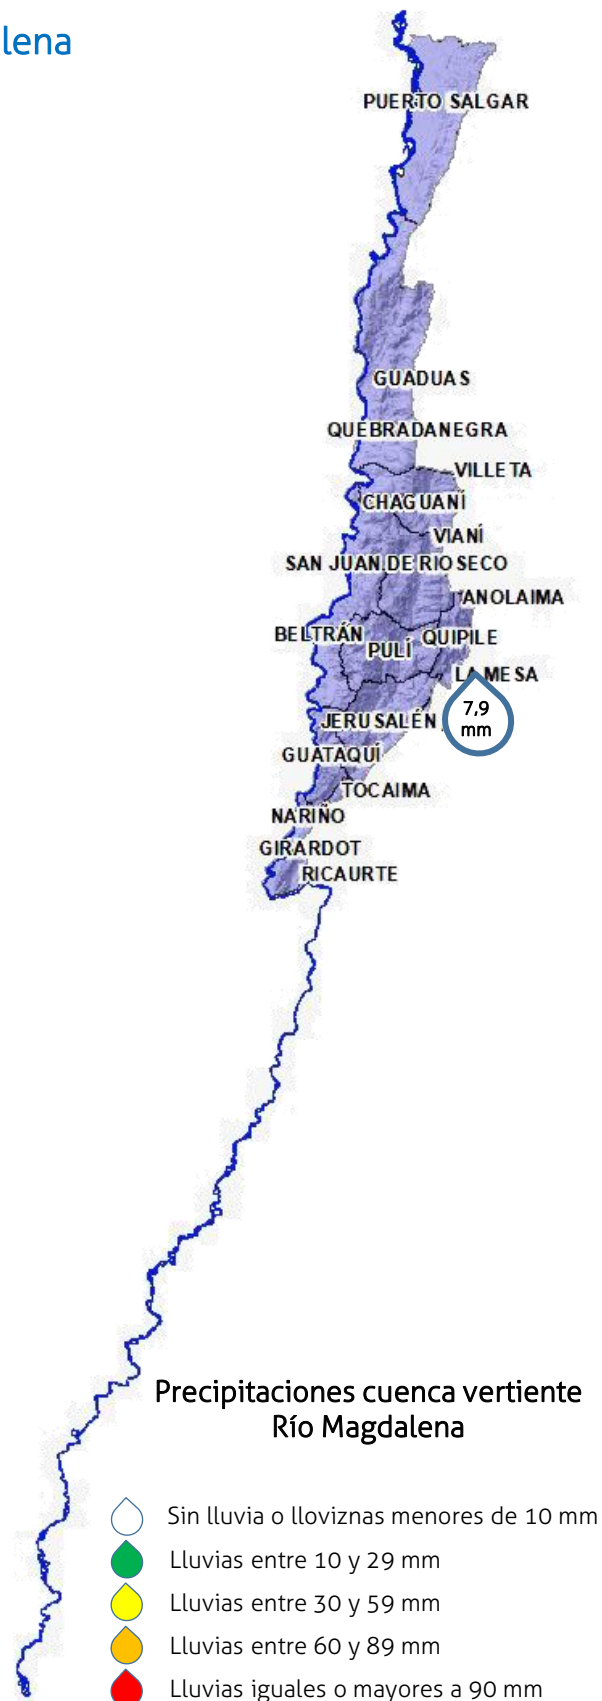 lena
PUERTO SALGAR
GUADUAS
QUEBRADANEGRA
VILLETA
CHAGUANÍ
VIANÍ
SAN JUAN DE RIO SECO
ANOLAIMA
BELTRÁN
QUIPILE
PULÍ
LA MESA
7,9
mm
JERUSALÉN
GUATAQUÍ
TOCAIMA
NARIÑO
GIRARDOT
RICAURTE
Precipitaciones cuenca vertiente
Río Magdalena
Sin lluvia o lloviznas menores de 10 mm
Lluvias entre 10 y 29 mm
Lluvias entre 30 y 59 mm
Lluvias entre 60 y 89 mm
Lluvias iguales o mayores a 90 mm